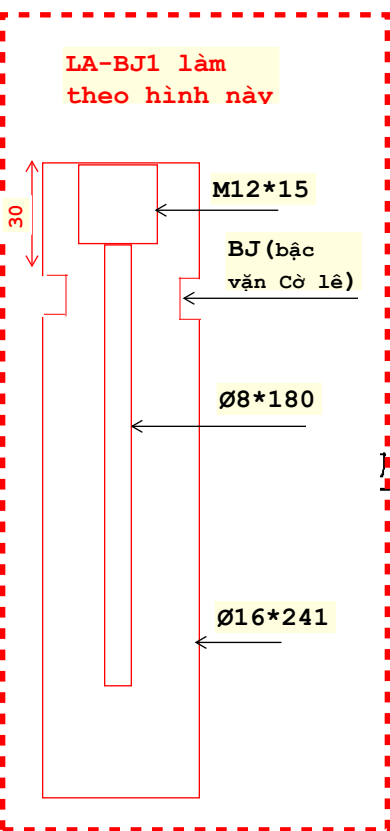 LA-BJ1 làm
theo hình này
30
M12*15
BJ(bậc
vặn Cờ lê)
Ø8*180
Ø16*241